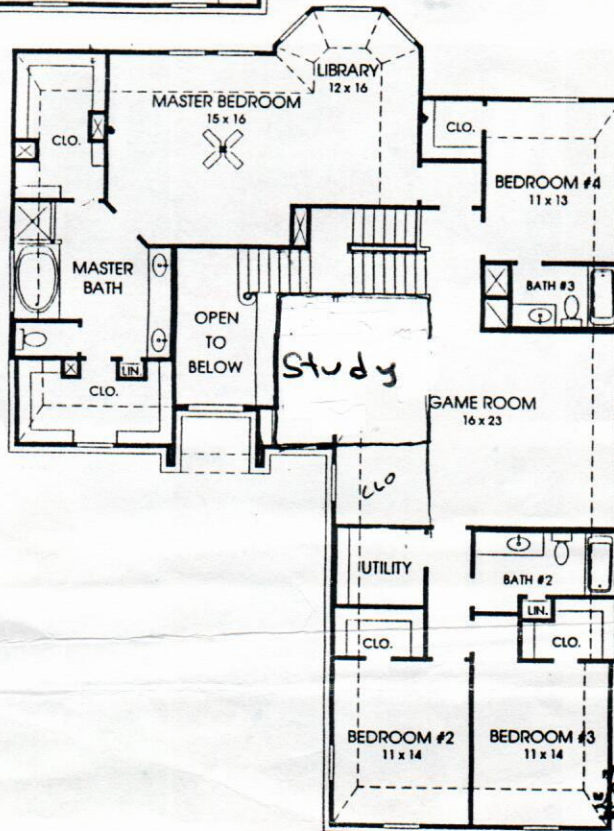 LIBRARY
12 x 16
MASTER BEDROOM
15 x 16
CLO.
CLO.
BEDROOM #4
11 x 13
MASTER
BATH
BATH #3
OPEN
TO
BELOW
Study
LIN.
CLO.
GAME ROOM
16 x 23
CLO
UTILITY
BATH #2
LIN.
CLO.
CLO.
BEDROOM #2
11 x 14
BEDROOM #3
11 x 14